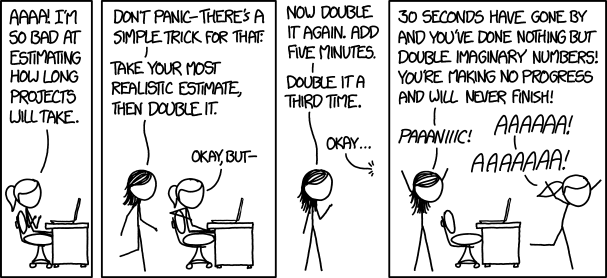 AAAA! I'M
SO BAD AT
ESTIMATING
HOW LONG
PROJECTS
WILL TAKE.
DON'T PANIC–THERE'S A
SIMPLE TRICK FOR THAT:
TAKE YOUR MOST
REALISTIC ESTIMATE,
THEN DOUBLE IT.
OKAY, BUT–
NOW DOUBLE
IT AGAIN. ADD
FIVE MINUTES.
DOUBLE IT A
THIRD TIME.
OKAY...
30 SECONDS HAVE GONE BY
AND YOU'VE DONE NOTHING BUT
DOUBLE IMAGINARY NUMBERS!
YOU'RE MAKING NO PROGRESS
AND WILL NEVER FINISH!
PAAANIIIC!
AAAAAA!
AAAAAAA!